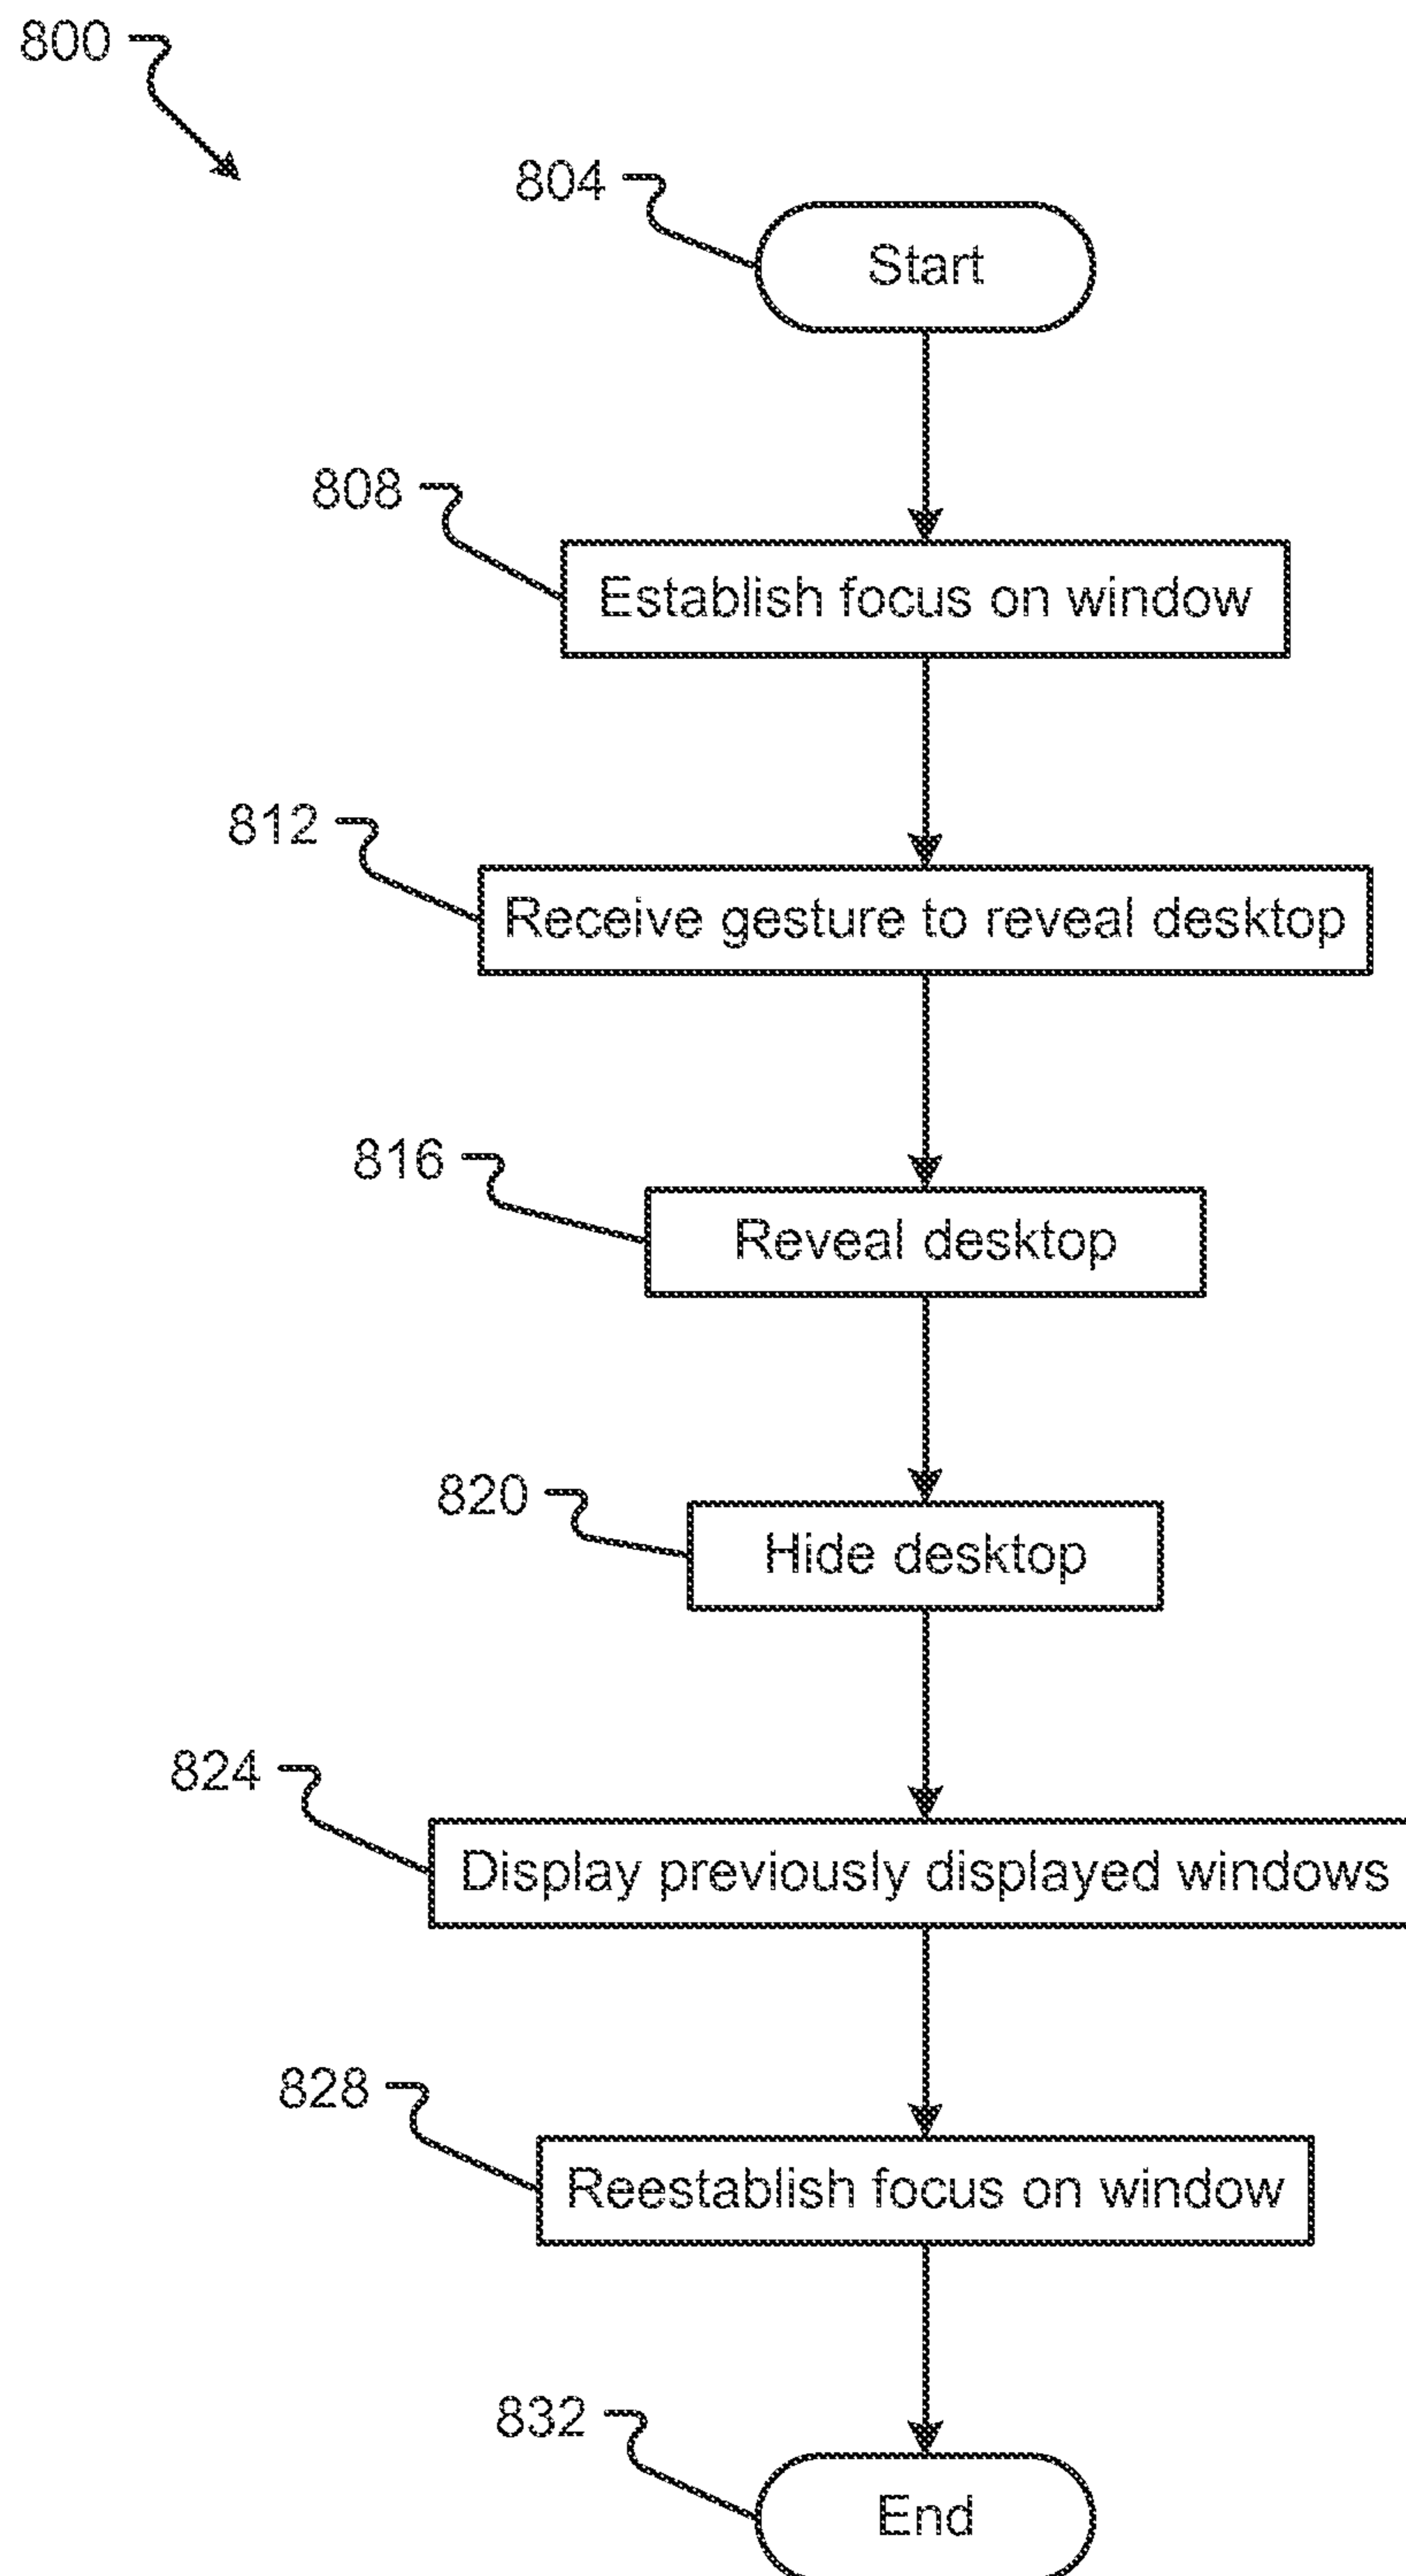 800
804
Start
808
Establish focus on window
812
Receive gesture to reveal desktop
816
Reveal desktop
820
Hide desktop
824
Display previously displayed windows
828
Reestablish focus on window
832
End